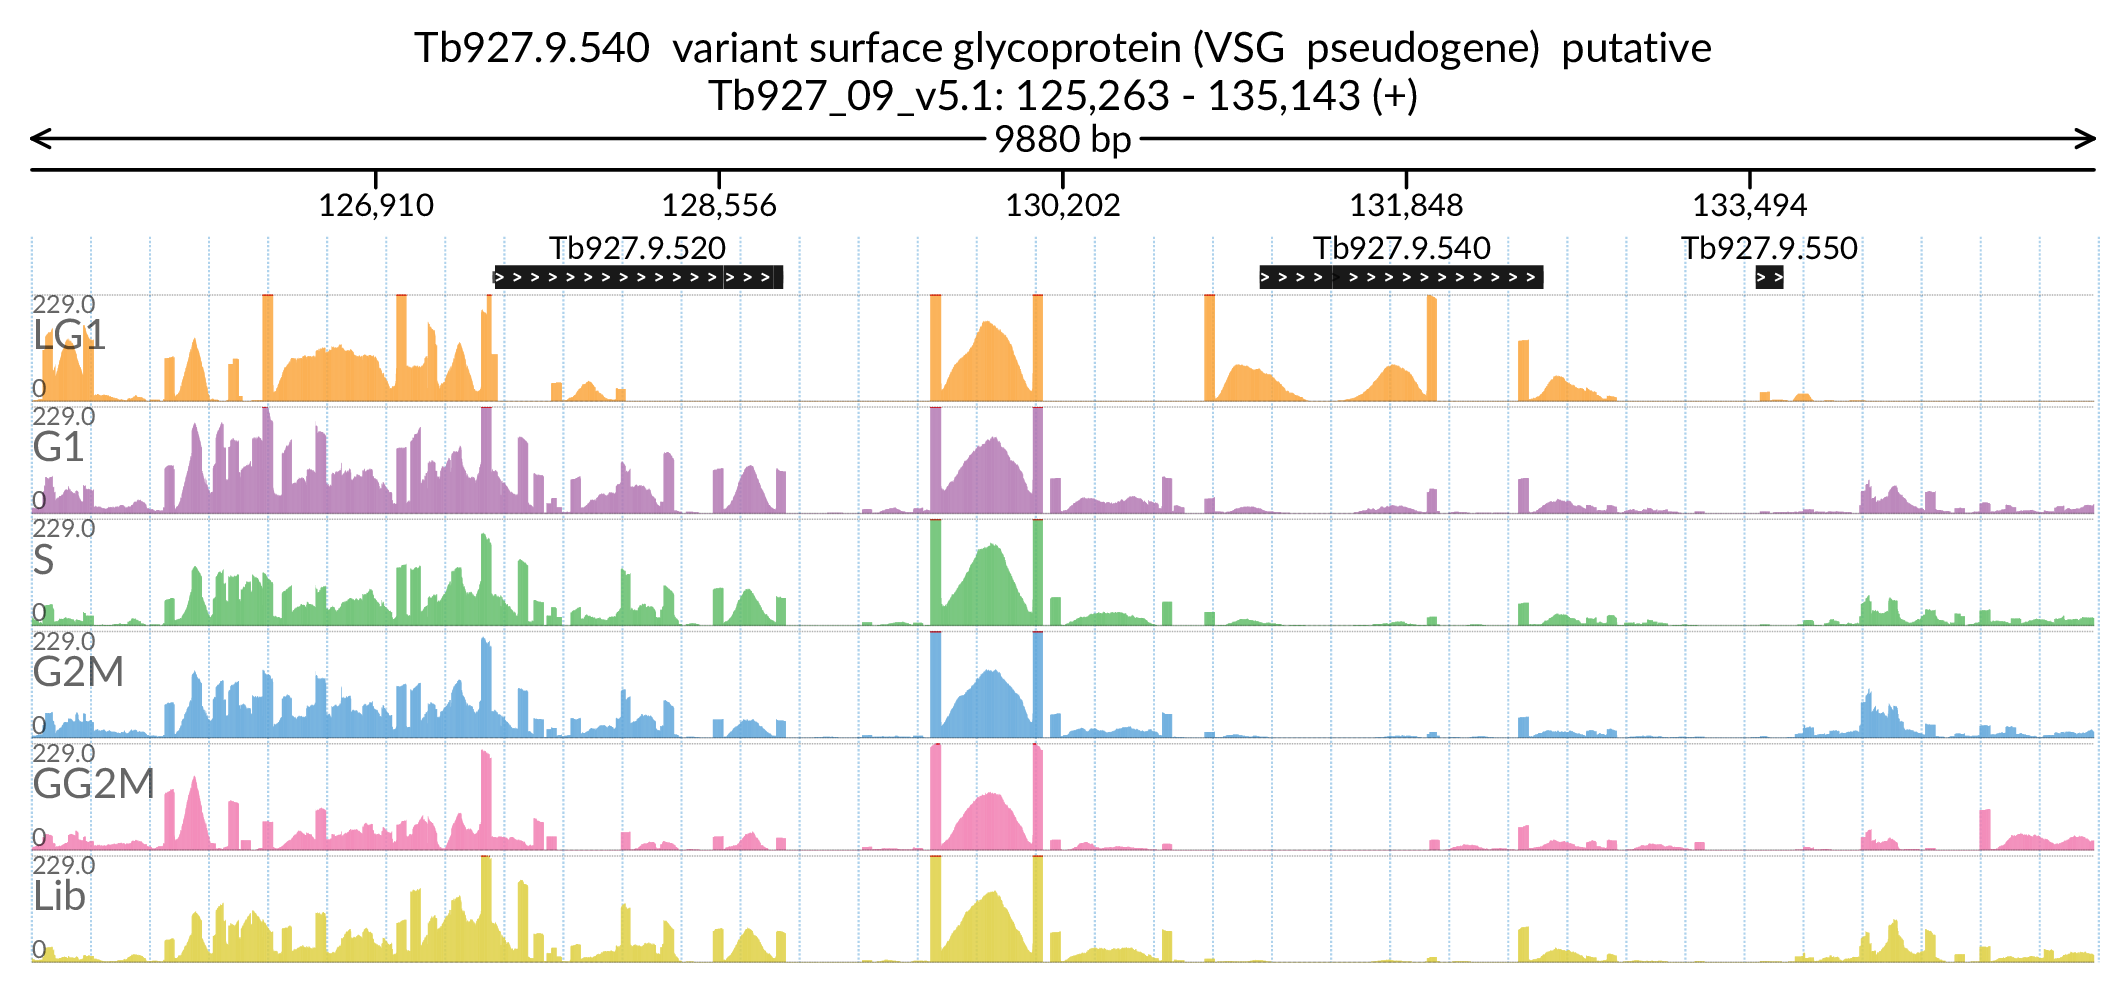 Tb927.9.540 variant surface glycoprotein (VSG pseudogene) putative
Tb927_09_v5.1: 125,263 - 135,143 (+)
9880 bp
126,910 128,556 130,202 131,848 133,494
Tb927.9.520 Tb927.9.540 Tb927.9.550
229.0
LG1
0
229.0
G1
0
229.0
S
0
229.0
G2M
0
229.0
GG2M
0
229.0
Lib
0